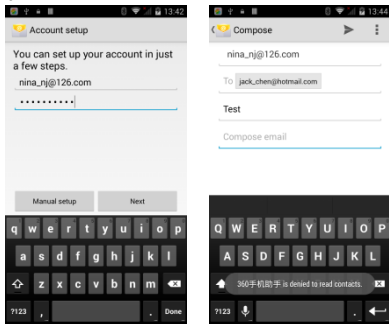 13:42
Account setup
You can set up your account in just
a few steps.
nina_nj@126.com
..........
Manual setup Next
q w e r t y u i o p
a s d f g h j k l
z x c v b n m
?123 , . Done
13:44
Compose
nina_nj@126.com
To jack_chen@hotmail.com
Test
Compose email
Q W E R T Y U I O P
A S D F G H J K L
360手机助手 is denied to read contacts.
?123 .